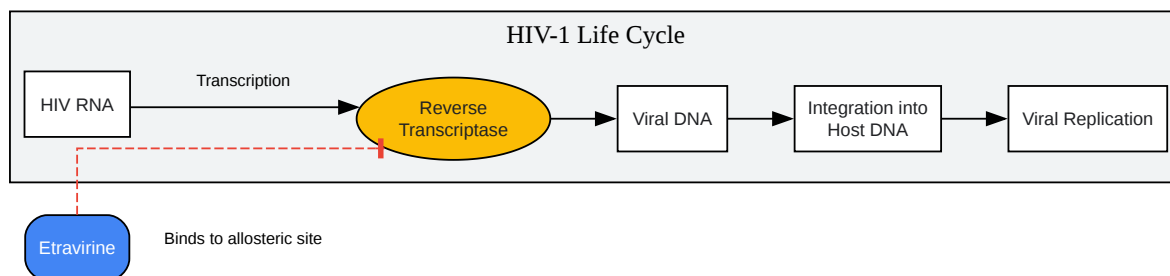 HIV-1 Life Cycle
HIV RNA
Transcription
Reverse
Transcriptase
Viral DNA
Integration into
Host DNA
Viral Replication
Etravirine
Binds to allosteric site